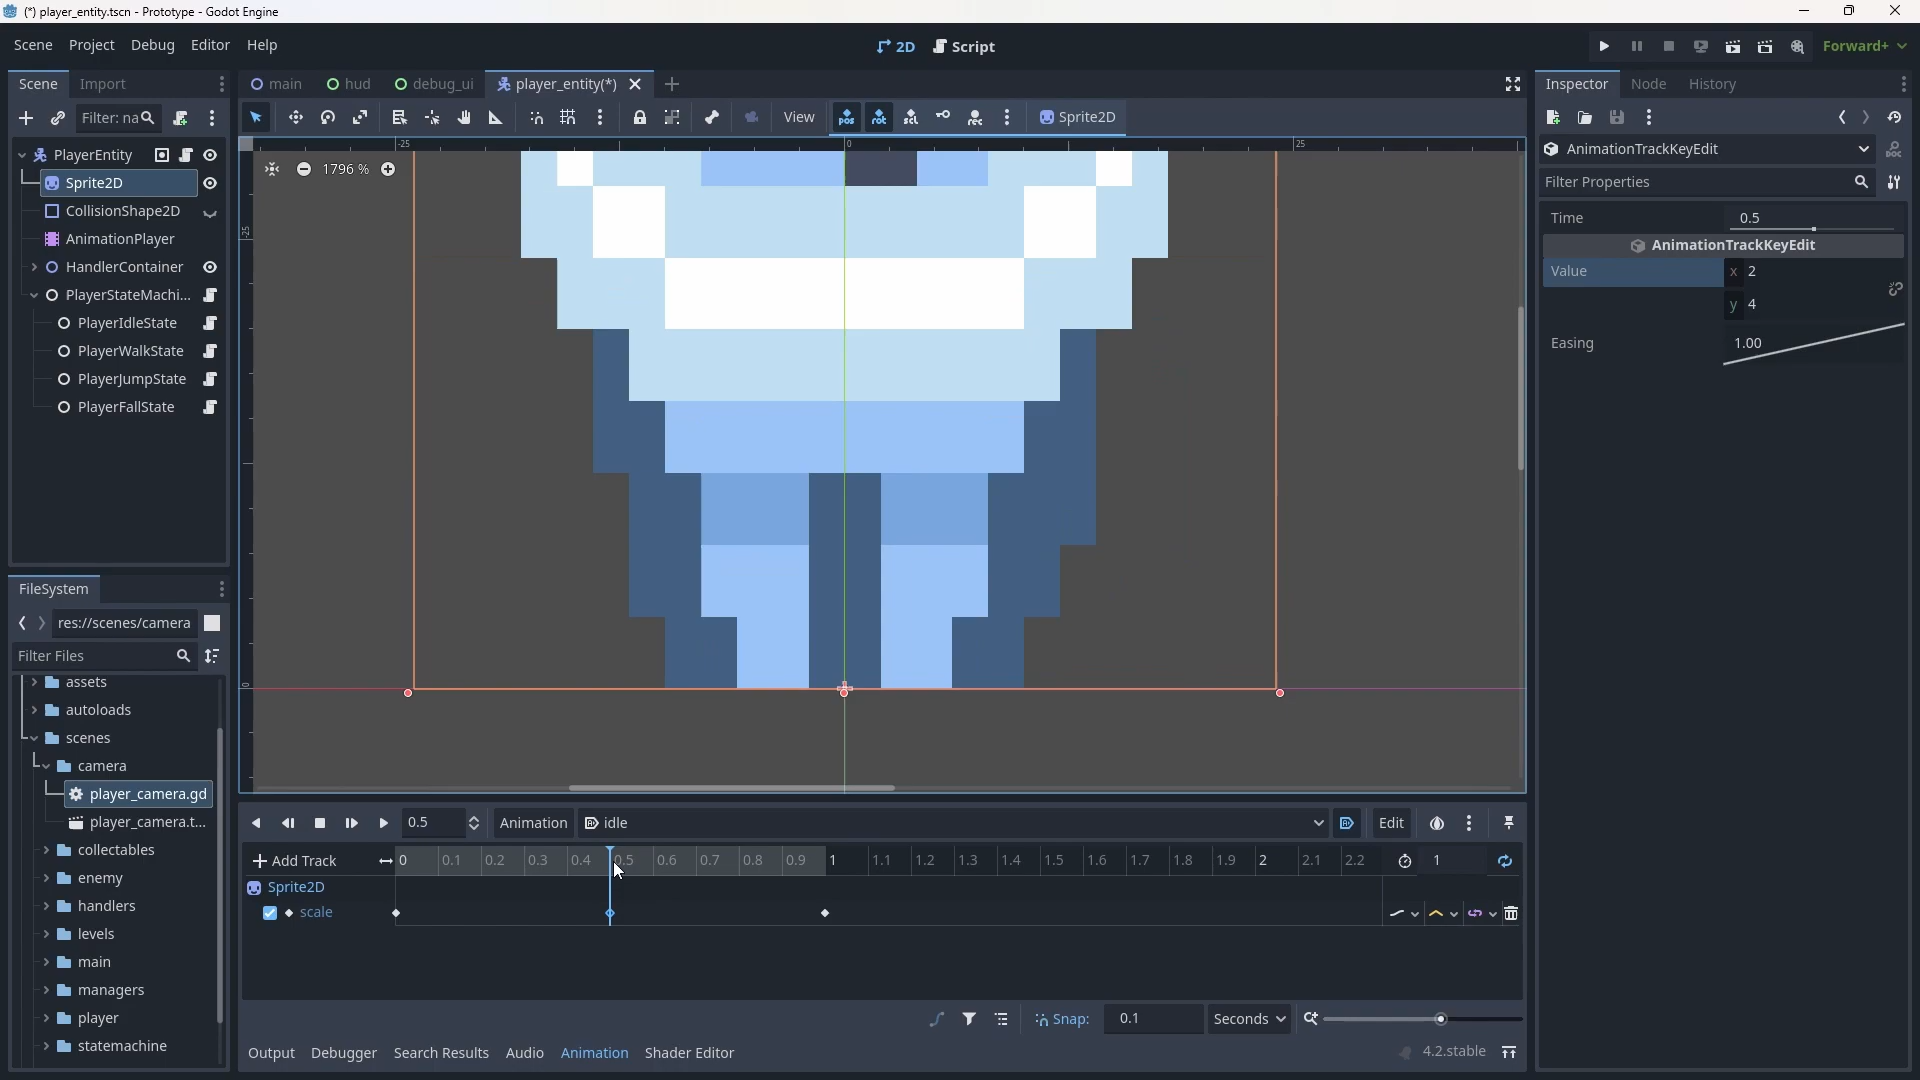 (*) player_entity.tscn - Prototype - Godot Engine
Scene Project Debug Editor Help
2D Script
Forward+
Scene Import
main hud debug_ui player_entity(*)
Inspector Node History
Filter: na
View
Sprite2D
PlayerEntity
Sprite2D
CollisionShape2D
AnimationPlayer
HandlerContainer
PlayerStateMachi...
PlayerIdleState
PlayerWalkState
PlayerJumpState
PlayerFallState
-25 0 25
1796 %
-25
0
AnimationTrackKeyEdit
Filter Properties
Time 0.5
AnimationTrackKeyEdit
Value x 2
y 4
Easing 1.00
FileSystem
res://scenes/camera
Filter Files
assets
autoloads
scenes
camera
player_camera.gd
player_camera.t...
collectables
enemy
handlers
levels
main
managers
player
statemachine
0.5 Animation idle Edit
Add Track 0 0.1 0.2 0.3 0.4 0.5 0.6 0.7 0.8 0.9 1 1.1 1.2 1.3 1.4 1.5 1.6 1.7 1.8 1.9 2 2.1 2.2 1
Sprite2D
scale
Snap: 0.1 Seconds
Output Debugger Search Results Audio Animation Shader Editor 4.2.stable